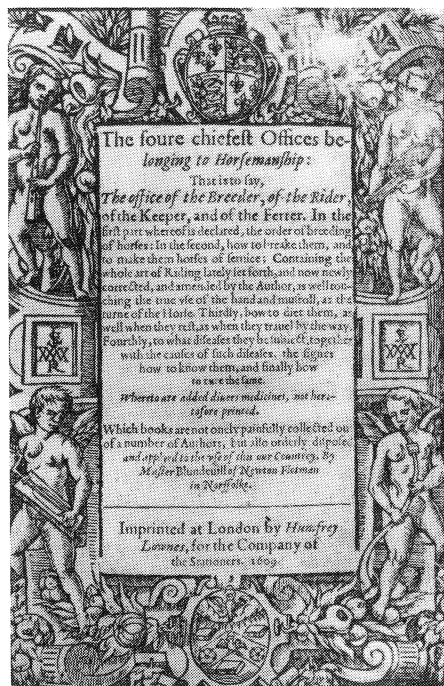 The foure chiefest Offices be-
longing to Horsemanship:
That is to say,
The office of the Breeder, of the Rider,
of the Keeper, and of the Ferrer. In the
first part whereof is declared, the order of breeding
of horses: In the second, how to breake them, and
to make them horses of seruice: Containing the
whole art of Riding lately set forth, and now newly
corrected, and amended by the Author, as well tou-
ching the true vse of the hand and musroll, as the
turne of the Horse. Thirdly, how to diet them, as
well when they rest, as when they trauel by the way.
Fourthly, to what diseases they be subiect, together
with the causes of such diseases, the signes
how to know them, and finally how
to cure the same.
Whereto are added diuers medicines, not here-
tofore printed.
Which books are not onely painfully collected out
of a number of Authors, but also orderly disposed
and applied to the vse of this our Countrey. By
Master Blundeuill of Newton Flotman
in Norffolke.
Imprinted at London by Humfrey
Lownes, for the Company of
the Stationers. 1609